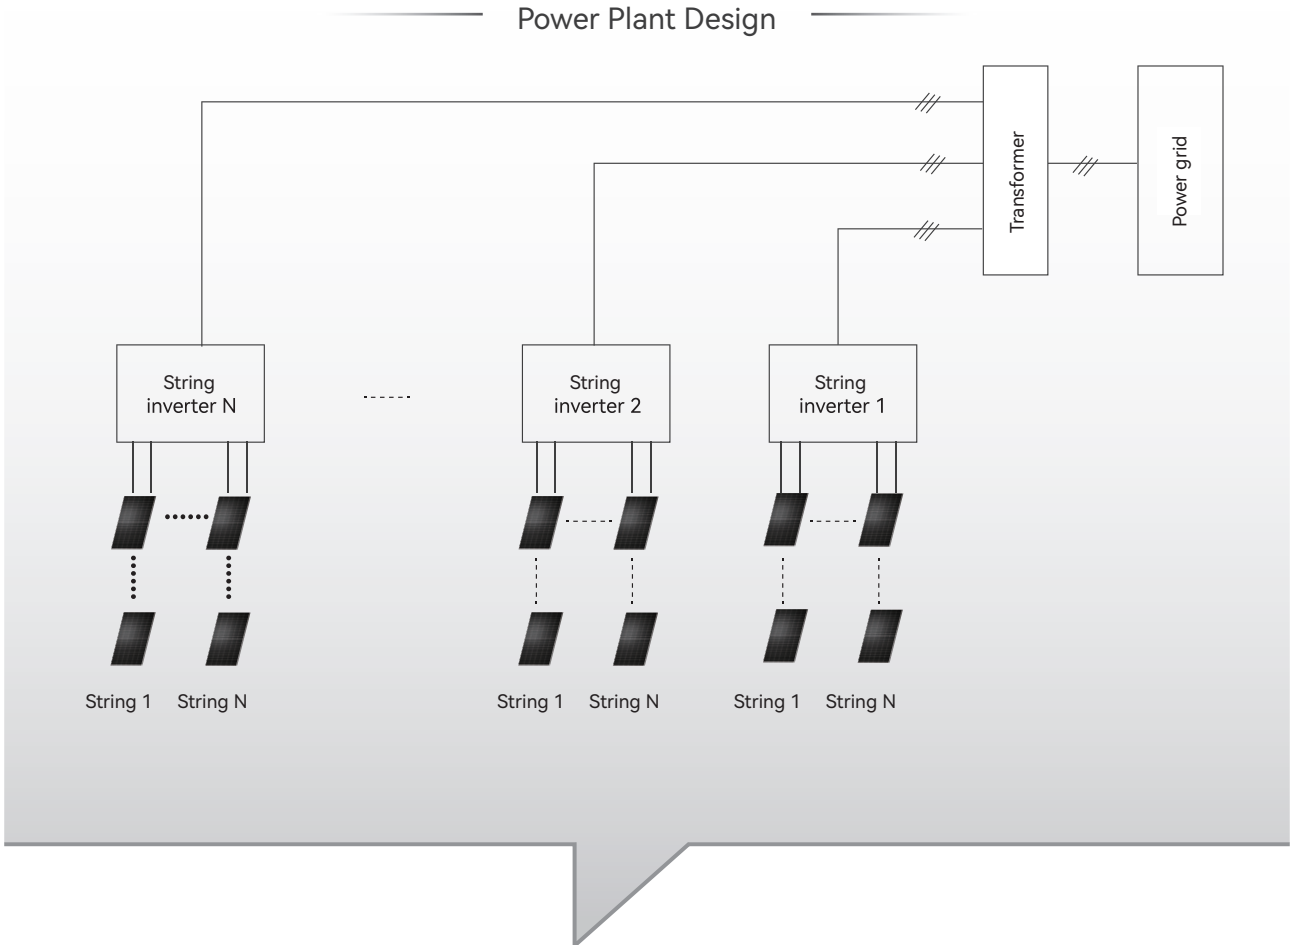 Power Plant Design
Transformer
Power grid
String
inverter N
String
inverter 2
String
inverter 1
String 1
String N
String 1
String N
String 1
String N